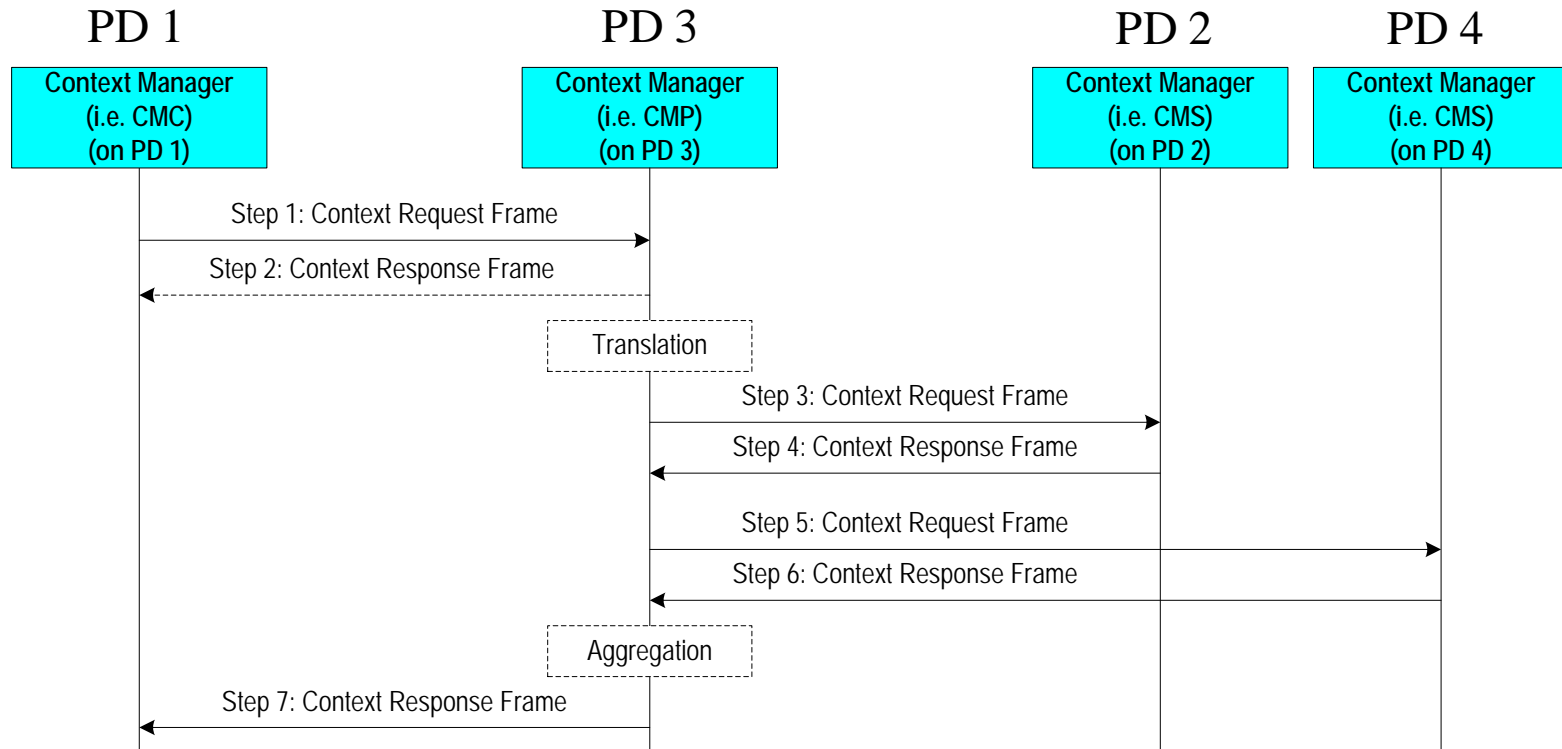 PD 1
PD 3
PD 2
PD 4
Context Manager
(i.e. CMC)
(on PD 1)
Context Manager
(i.e. CMP)
(on PD 3)
Context Manager
(i.e. CMS)
(on PD 2)
Context Manager
(i.e. CMS)
(on PD 4)
Step 1: Context Request Frame
Step 2: Context Response Frame
Translation
Step 3: Context Request Frame
Step 4: Context Response Frame
Step 5: Context Request Frame
Step 6: Context Response Frame
Aggregation
Step 7: Context Response Frame